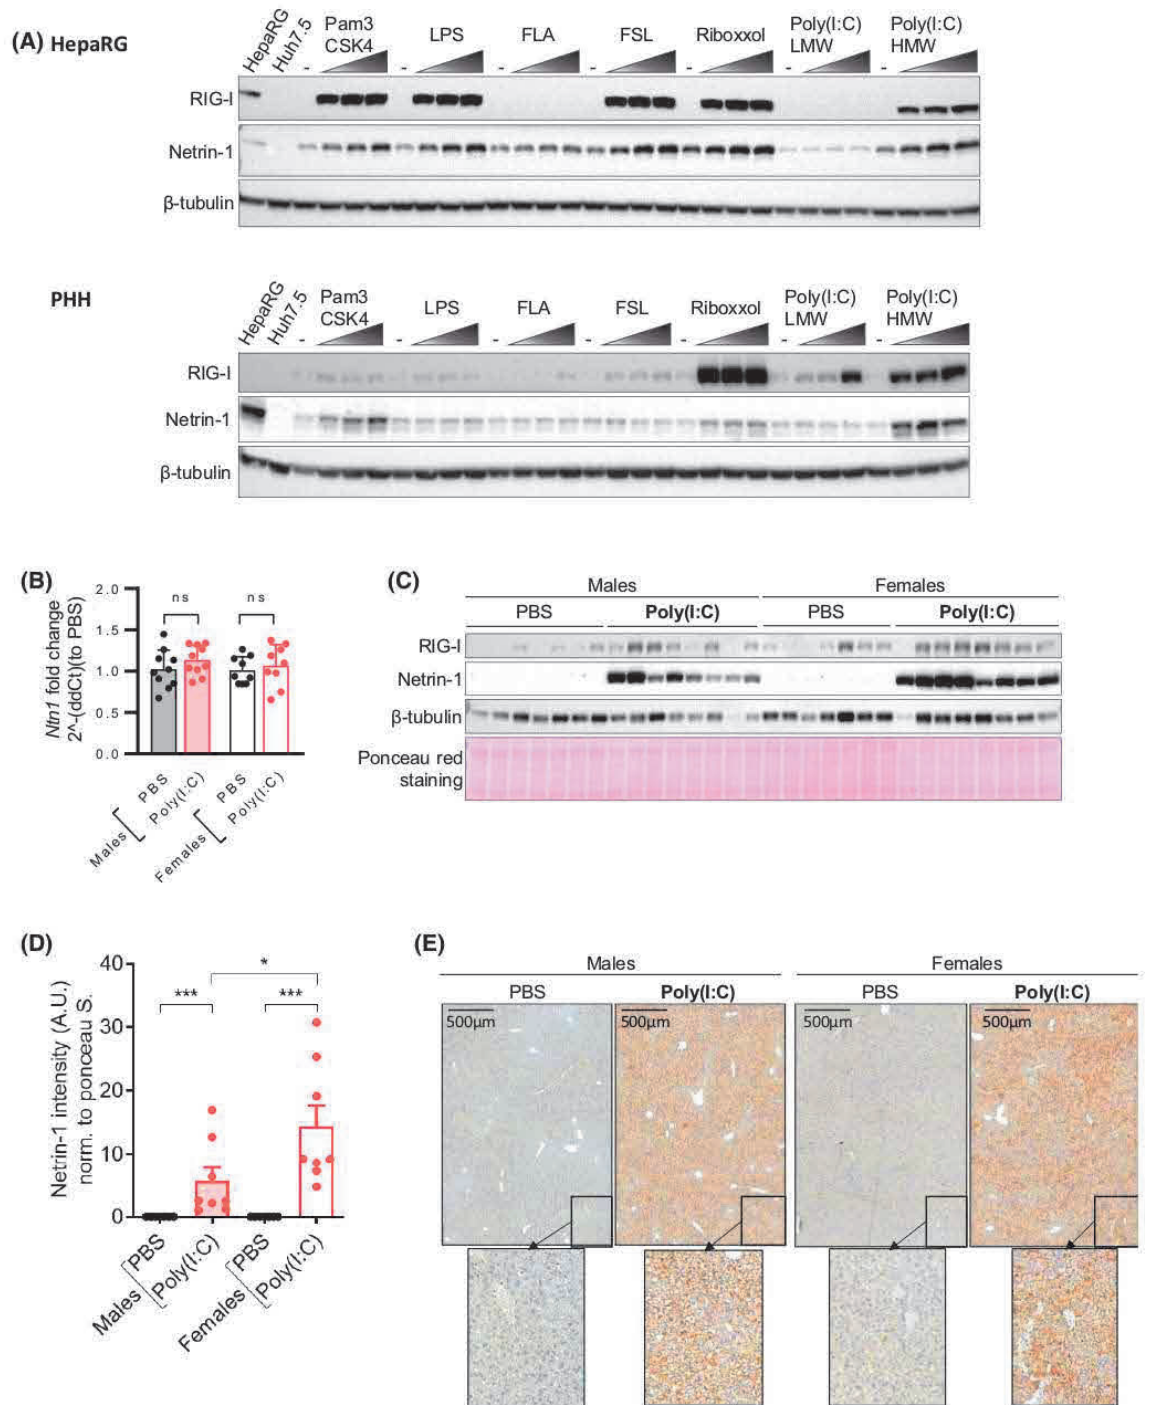 (A) HepaRG
HepaRG
Huh7.5
-
Pam3
CSK4
-
LPS
-
FLA
-
FSL
-
Riboxxol
-
Poly(I:C)
LMW
-
Poly(I:C)
HMW
RIG-I
Netrin-1
β-tubulin
PHH
HepaRG
Huh7.5
-
Pam3
CSK4
-
LPS
-
FLA
-
FSL
-
Riboxxol
-
Poly(I:C)
LMW
-
Poly(I:C)
HMW
RIG-I
Netrin-1
β-tubulin
(B)
Ntn1 fold change
2^-(ddCt)(to PBS)
2.0
1.5
1.0
0.5
0.0
ns
ns
PBS
Poly(I:C)
PBS
Poly(I:C)
Males
Females
(C)
Males
Females
PBS
Poly(I:C)
PBS
Poly(I:C)
RIG-I
Netrin-1
β-tubulin
Ponceau red
staining
(D)
Netrin-1 intensity (A.U.)
norm. to ponceau S.
40
30
20
10
0
***
*
***
PBS
Poly(I:C)
PBS
Poly(I:C)
Males
Females
(E)
Males
Females
PBS
Poly(I:C)
PBS
Poly(I:C)
500µm
500µm
500µm
500µm